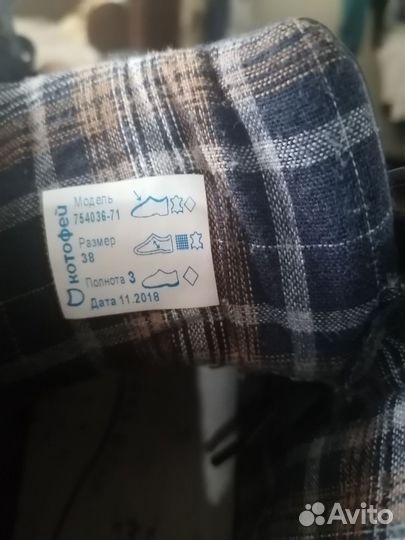 котофей
Модель
754036-71
Размер
38
Полнота 3
Дата 11.2018
Avito